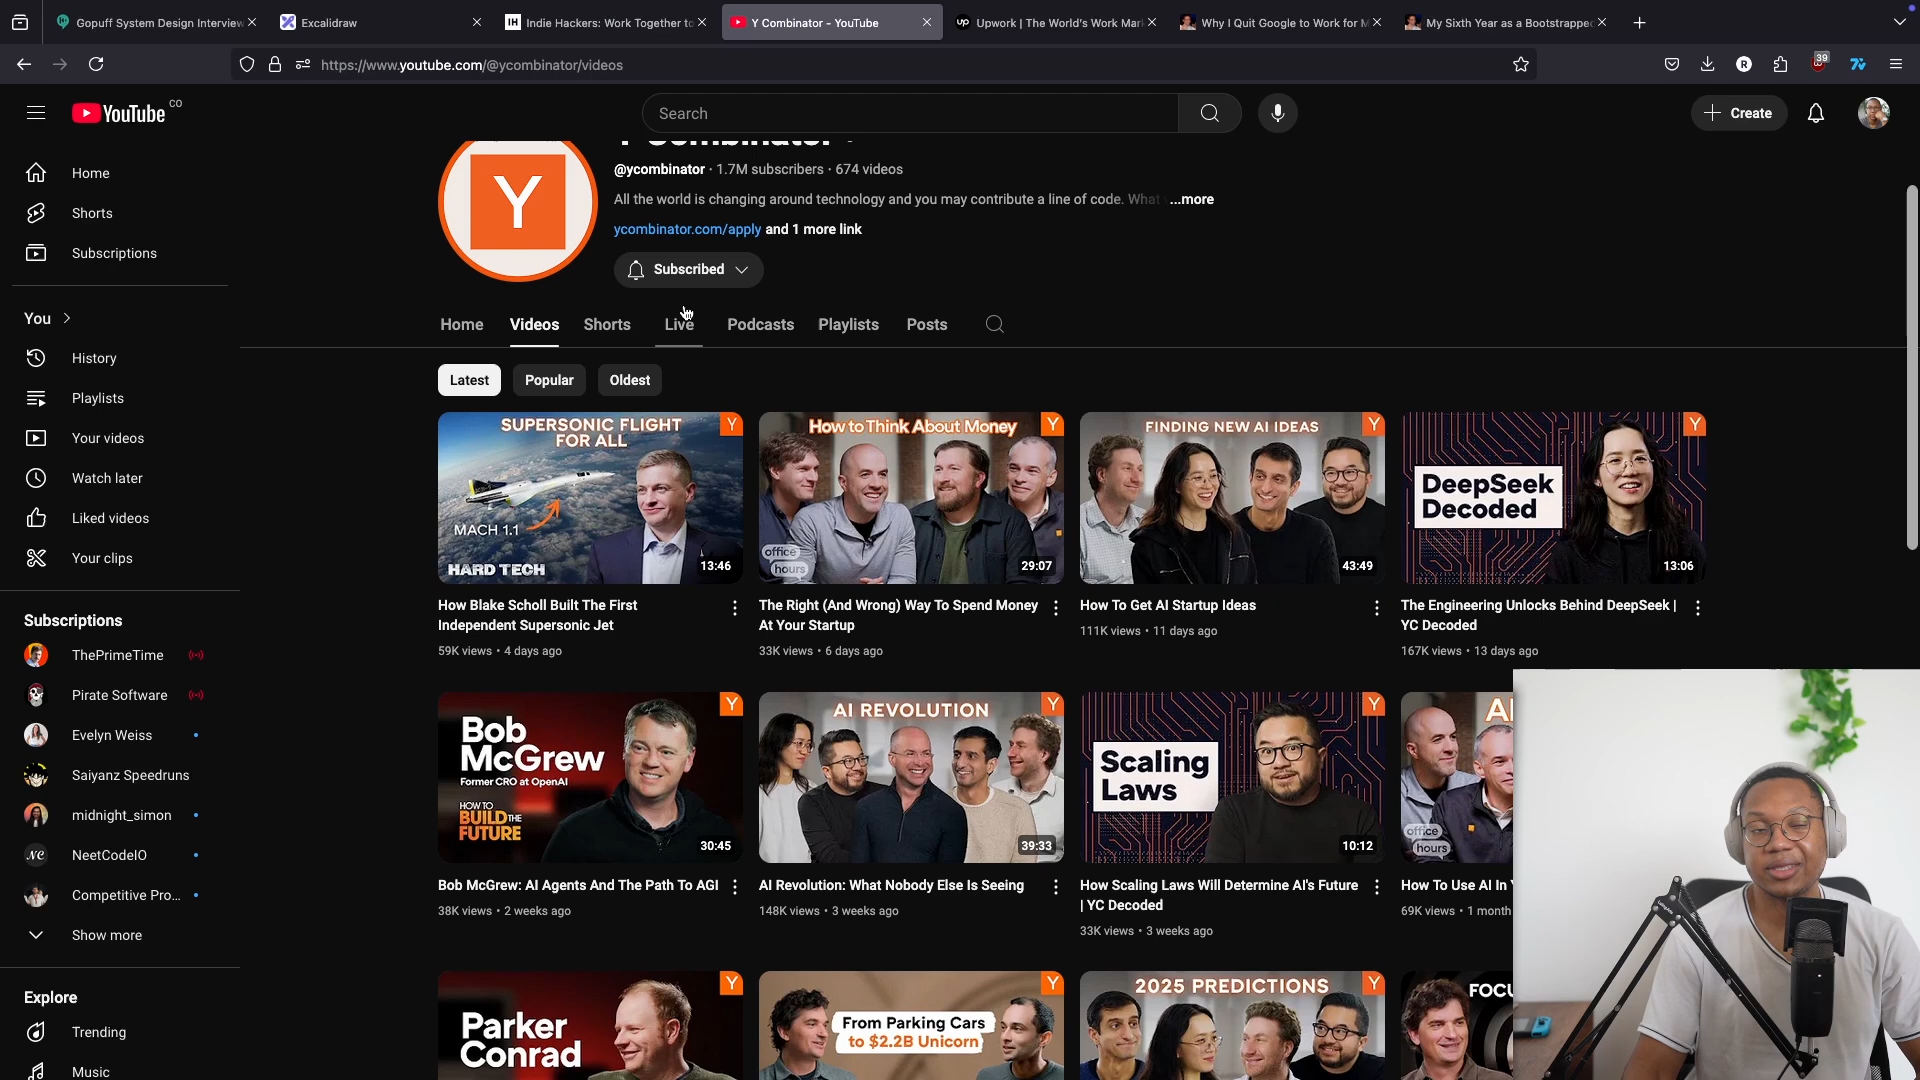 Gopuff System Design Interview
Excalidraw
Indie Hackers: Work Together to
Y Combinator - YouTube
Upwork | The World's Work Mar
Why I Quit Google to Work for M
My Sixth Year as a Bootstrapped
https://www.youtube.com/@ycombinator/videos
39
YouTube CO
Search
Create
@ycombinator · 1.7M subscribers · 674 videos
All the world is changing around technology and you may contribute a line of code. What ...more
ycombinator.com/apply and 1 more link
Subscribed
Home
Videos
Shorts
Live
Podcasts
Playlists
Posts
Latest
Popular
Oldest
Home
Shorts
Subscriptions
You
History
Playlists
Your videos
Watch later
Liked videos
Your clips
Subscriptions
ThePrimeTime
Pirate Software
Evelyn Weiss
Saiyanz Speedruns
midnight_simon
NeetCodeIO
Competitive Pro...
Show more
Explore
Trending
Music
SUPERSONIC FLIGHT
FOR ALL
MACH 1.1
HARD TECH
13:46
How Blake Scholl Built The First
Independent Supersonic Jet
59K views • 4 days ago
How to Think About Money
office
hours
29:07
The Right (And Wrong) Way To Spend Money
At Your Startup
33K views • 6 days ago
FINDING NEW AI IDEAS
43:49
How To Get AI Startup Ideas
111K views • 11 days ago
DeepSeek
Decoded
13:06
The Engineering Unlocks Behind DeepSeek |
YC Decoded
167K views • 13 days ago
Bob
McGrew
Former CRO at OpenAI
HOW TO
BUILD THE
FUTURE
30:45
Bob McGrew: AI Agents And The Path To AGI
38K views • 2 weeks ago
AI REVOLUTION
39:33
AI Revolution: What Nobody Else Is Seeing
148K views • 3 weeks ago
Scaling
Laws
10:12
How Scaling Laws Will Determine AI's Future
| YC Decoded
33K views • 3 weeks ago
office
hours
How To Use AI In
69K views • 1 month
Parker
Conrad
From Parking Cars
to $2.2B Unicorn
2025 PREDICTIONS